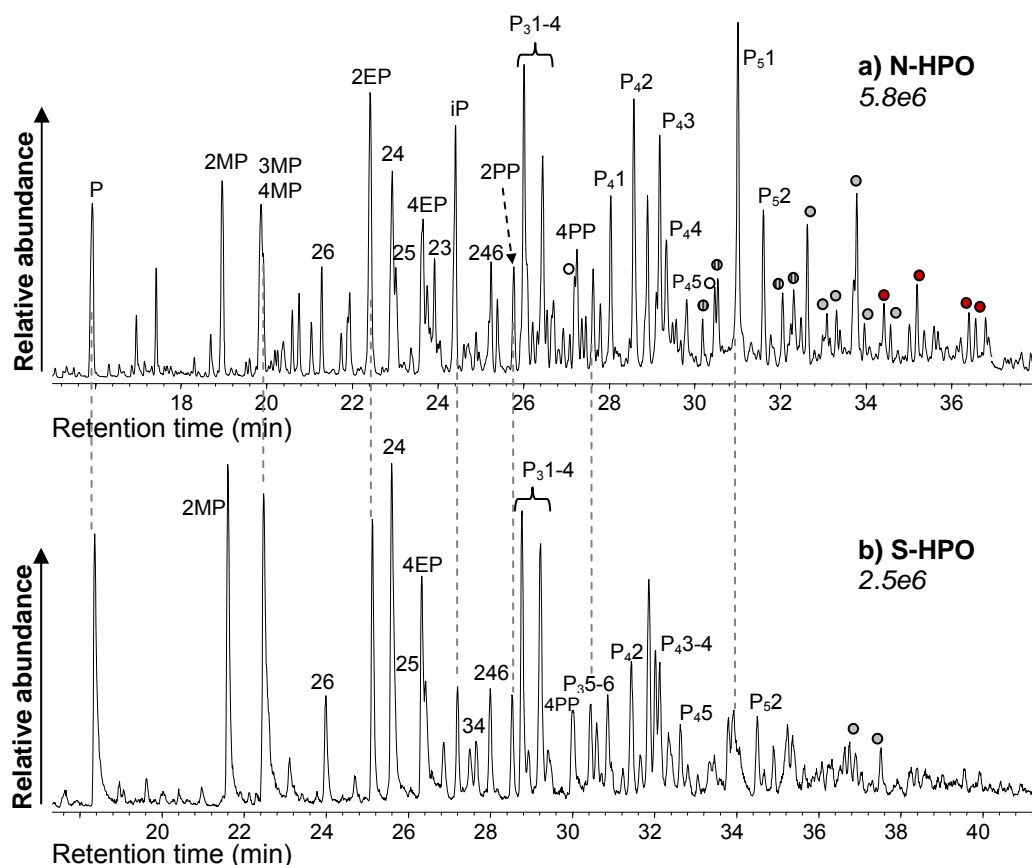 P₃1-4
a) N-HPO
5.8e6
Relative abundance
P
2MP
3MP
4MP
26
2EP
24
4EP
25
23
iP
246
2PP
4PP
P₄1
P₄2
P₄3
P₄4
P₄5
P₅1
P₅2
18 20 22 24 26 28 30 32 34 36
Retention time (min)
b) S-HPO
2.5e6
Relative abundance
2MP
26
24
25
4EP
34
246
P₃1-4
4PP
P₃5-6
P₄2
P₄3-4
P₄5
P₅2
20 22 24 26 28 30 32 34 36 38 40
Retention time (min)